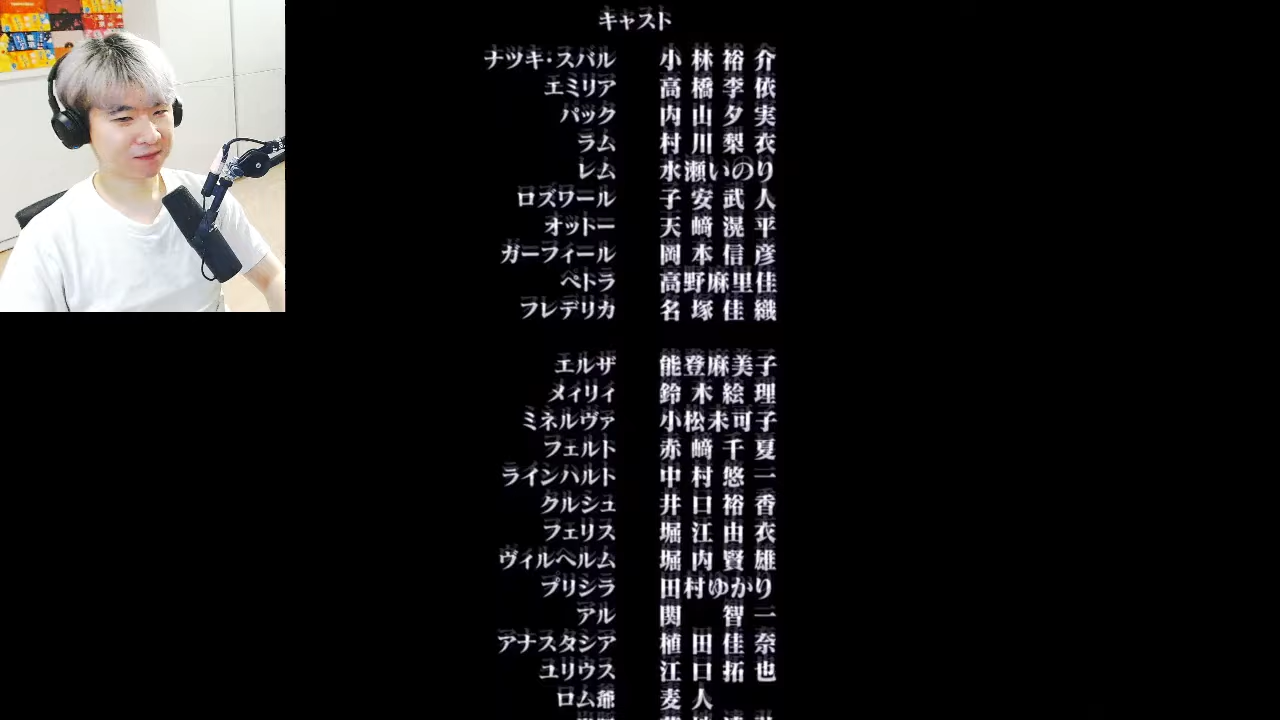 キャスト
ナツキ・スバル 小林裕介
エミリア 高橋李依
パック 内山夕実
ラム 村川梨衣
レム 水瀬いのり
ロズワール 子安武人
オットー 天﨑滉平
ガーフィール 岡本信彦
ペトラ 高野麻里佳
フレデリカ 名塚佳織
エルザ 能登麻美子
メィリィ 鈴木絵理
ミネルヴァ 小松未可子
フェルト 赤﨑千夏
ラインハルト 中村悠一
クルシュ 井口裕香
フェリス 堀江由衣
ヴィルヘルム 堀内賢雄
プリシラ 田村ゆかり
アル 関智一
アナスタシア 植田佳奈
ユリウス 江口拓也
ロム爺 麦人